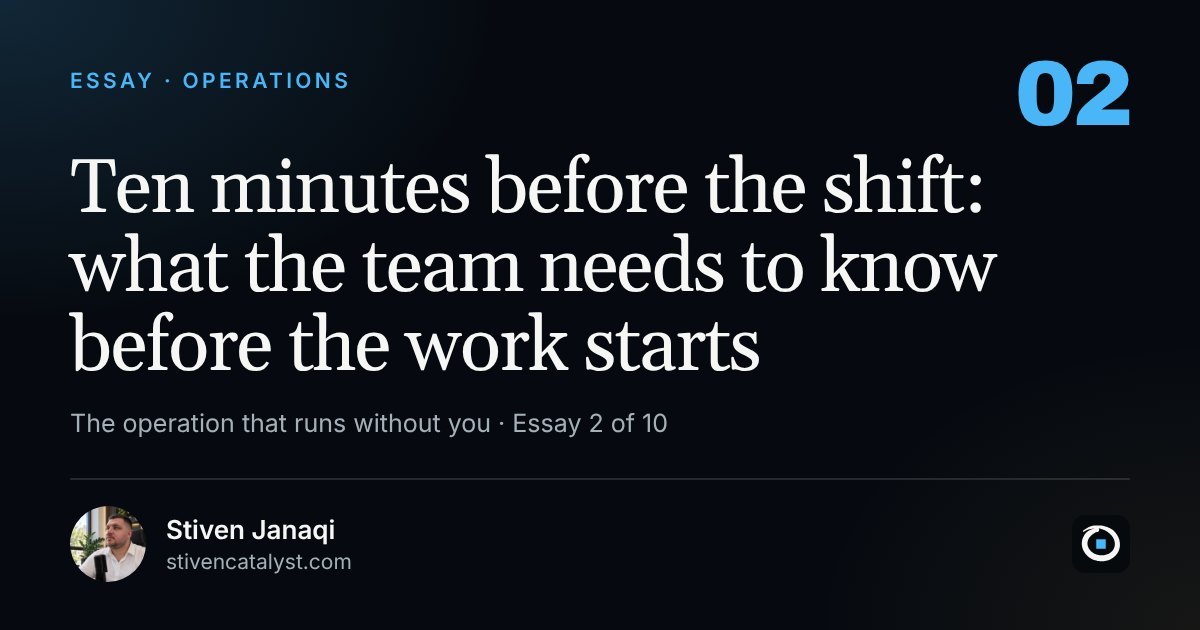 ESSAY · OPERATIONS
02
Ten minutes before the shift:
what the team needs to know
before the work starts
The operation that runs without you · Essay 2 of 10
Stiven Janaqi
stivencatalyst.com